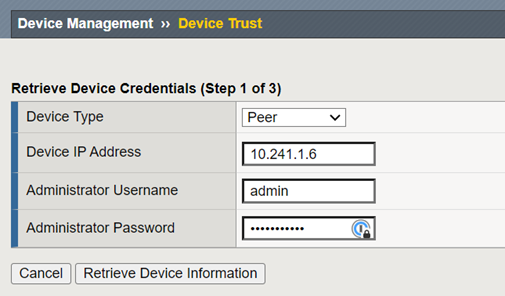 Device Management ›› Device Trust
Retrieve Device Credentials (Step 1 of 3)
Device Type Peer
Device IP Address 10.241.1.6
Administrator Username admin
Administrator Password •••••••••••
Cancel Retrieve Device Information